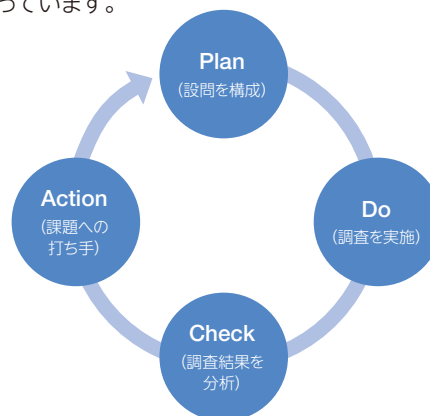 っています。
Plan
(設問を構成)
Do
(調査を実施)
Check
(調査結果を
分析)
Action
(課題への
打ち手)